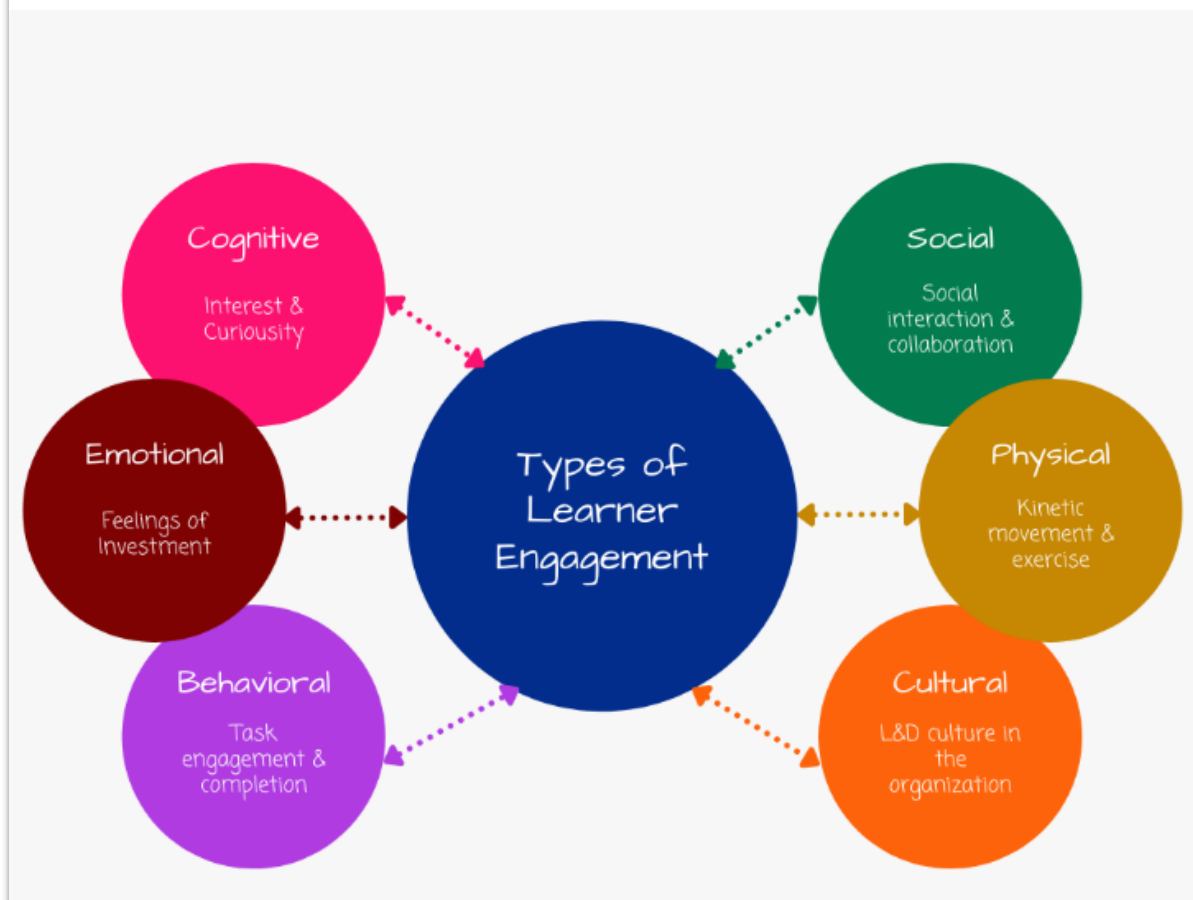 Cognitive
Interest &
Curiousity
Emotional
Feelings of
Investment
Behavioral
Task
engagement &
completion
Types of
Learner
Engagement
Social
Social
interaction &
collaboration
Physical
Kinetic
movement &
exercise
Cultural
L&D culture in
the
organization